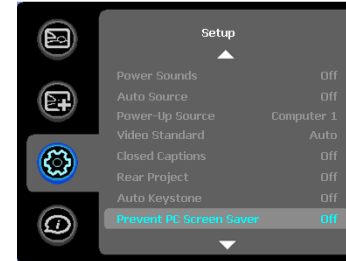 Setup
Power Sounds Off
Auto Source Off
Power-Up Source Computer 1
Video Standard Auto
Closed Captions Off
Rear Project Off
Auto Keystone Off
Prevent PC Screen Saver Off